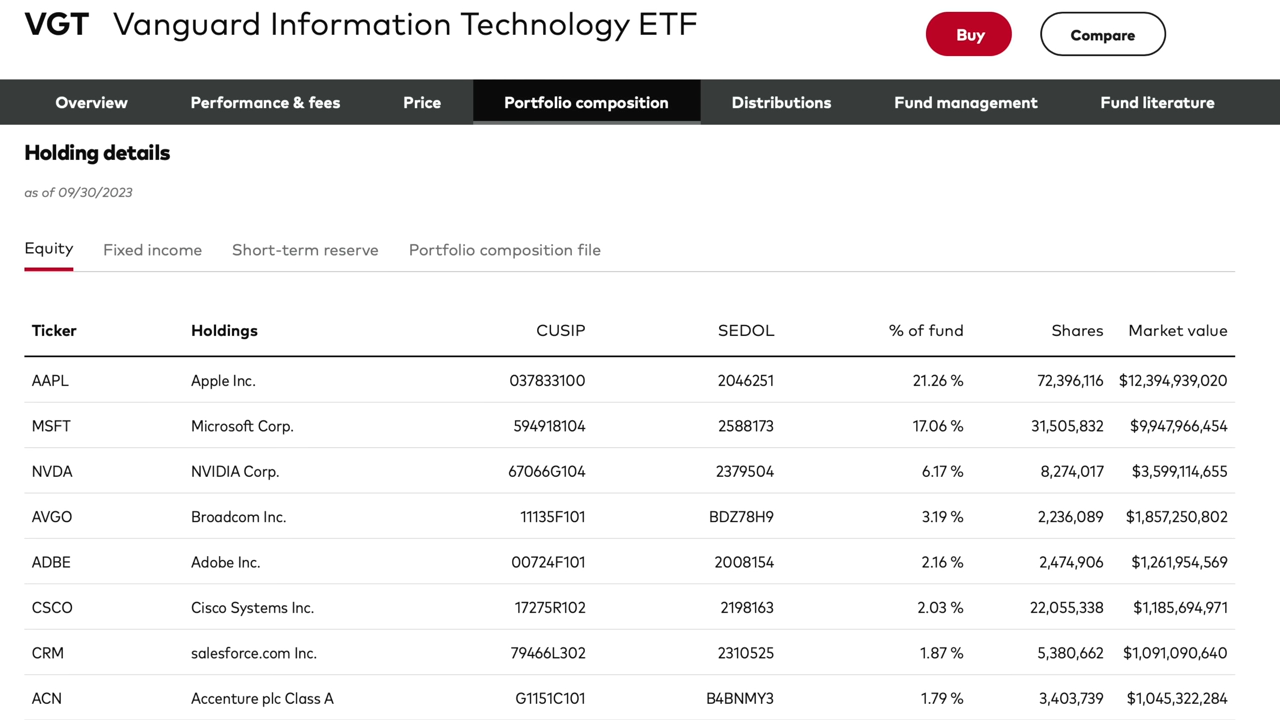 VGT Vanguard Information Technology ETF
Buy
Compare
Overview Performance & fees Price Portfolio composition Distributions Fund management Fund literature
Holding details
as of 09/30/2023
Equity Fixed income Short-term reserve Portfolio composition file
Ticker Holdings CUSIP SEDOL % of fund Shares Market value
AAPL Apple Inc. 037833100 2046251 21.26 % 72,396,116 $12,394,939,020
MSFT Microsoft Corp. 594918104 2588173 17.06 % 31,505,832 $9,947,966,454
NVDA NVIDIA Corp. 67066G104 2379504 6.17 % 8,274,017 $3,599,114,655
AVGO Broadcom Inc. 11135F101 BDZ78H9 3.19 % 2,236,089 $1,857,250,802
ADBE Adobe Inc. 00724F101 2008154 2.16 % 2,474,906 $1,261,954,569
CSCO Cisco Systems Inc. 17275R102 2198163 2.03 % 22,055,338 $1,185,694,971
CRM salesforce.com Inc. 79466L302 2310525 1.87 % 5,380,662 $1,091,090,640
ACN Accenture plc Class A G1151C101 B4BNMY3 1.79 % 3,403,739 $1,045,322,284